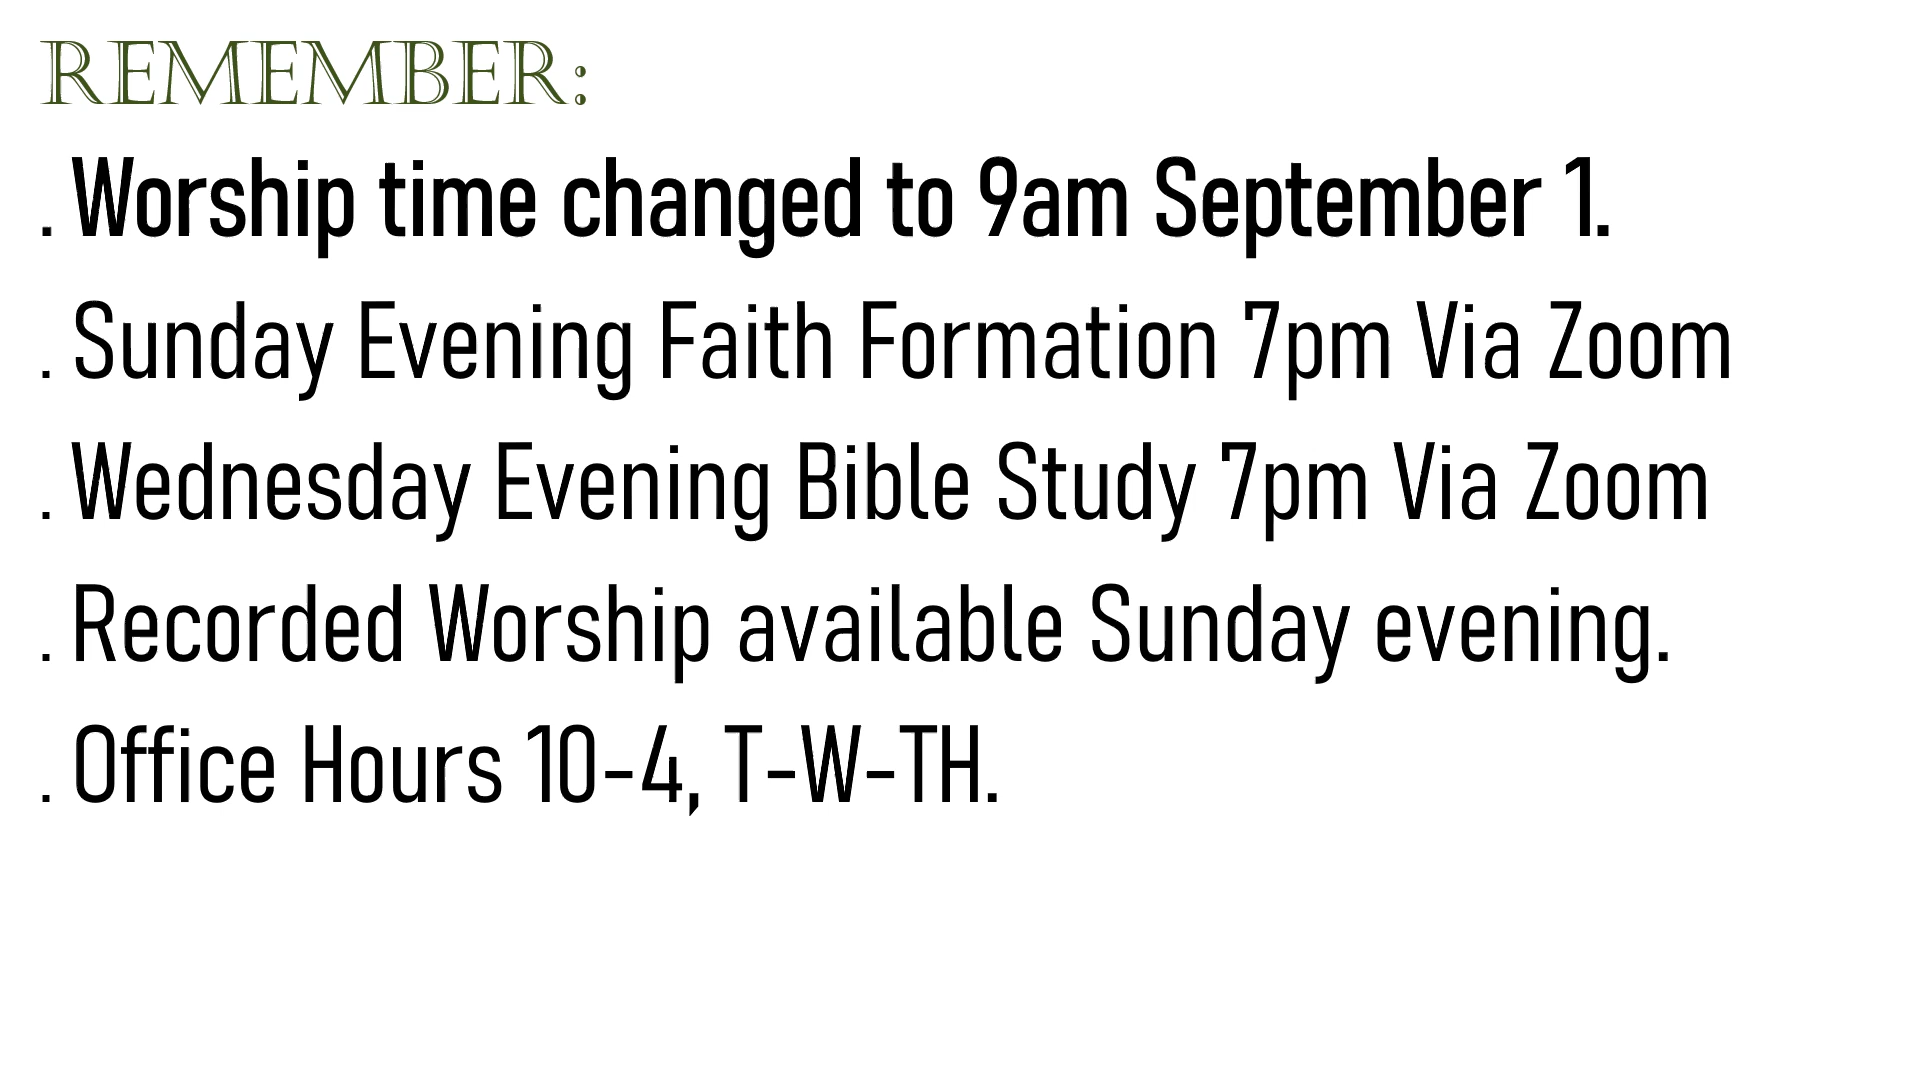 REMEMBER:
. Worship time changed to 9am September 1.
. Sunday Evening Faith Formation 7pm Via Zoom
. Wednesday Evening Bible Study 7pm Via Zoom
. Recorded Worship available Sunday evening.
. Office Hours 10-4, T-W-TH.